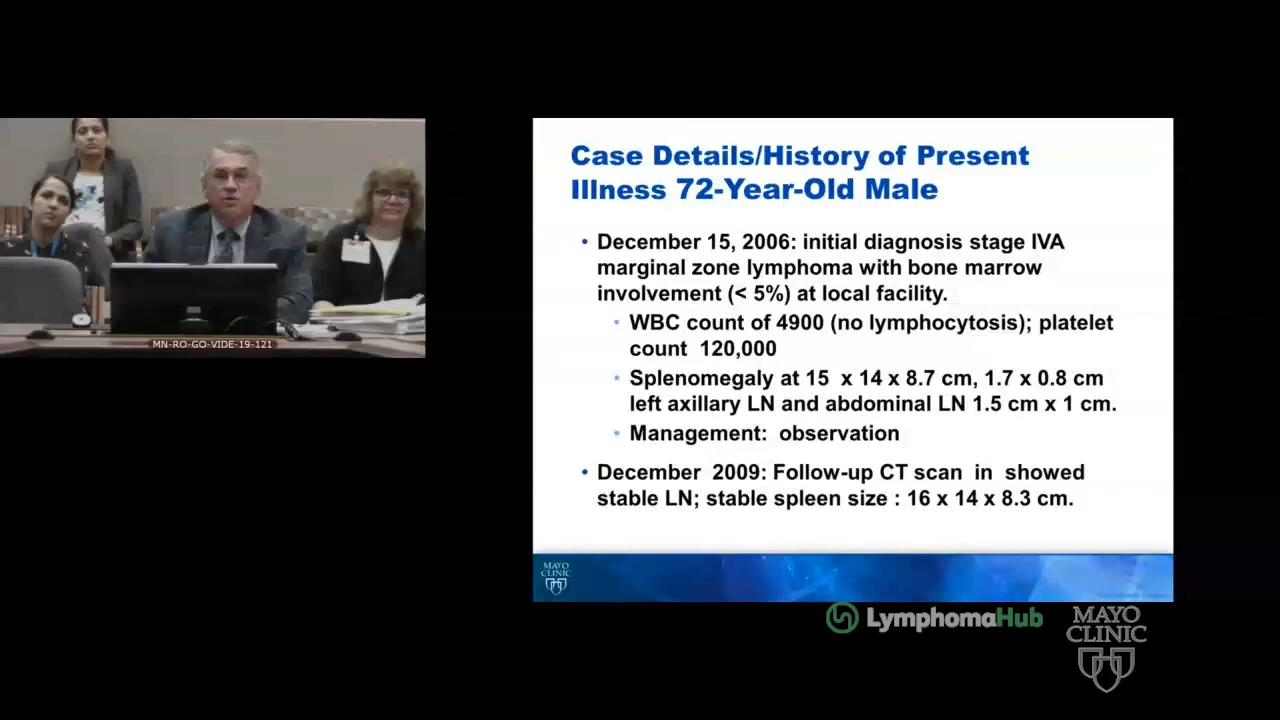 Case Details/History of Present
Illness 72-Year-Old Male
• December 15, 2006: initial diagnosis stage IVA
marginal zone lymphoma with bone marrow
involvement (< 5%) at local facility.
• WBC count of 4900 (no lymphocytosis); platelet
count 120,000
• Splenomegaly at 15 x 14 x 8.7 cm, 1.7 x 0.8 cm
left axillary LN and abdominal LN 1.5 cm x 1 cm.
• Management: observation
• December 2009: Follow-up CT scan in showed
stable LN; stable spleen size : 16 x 14 x 8.3 cm.
MN-RO-GO-VIDE-19-121
MAYO
CLINIC
LymphomaHub
MAYO
CLINIC